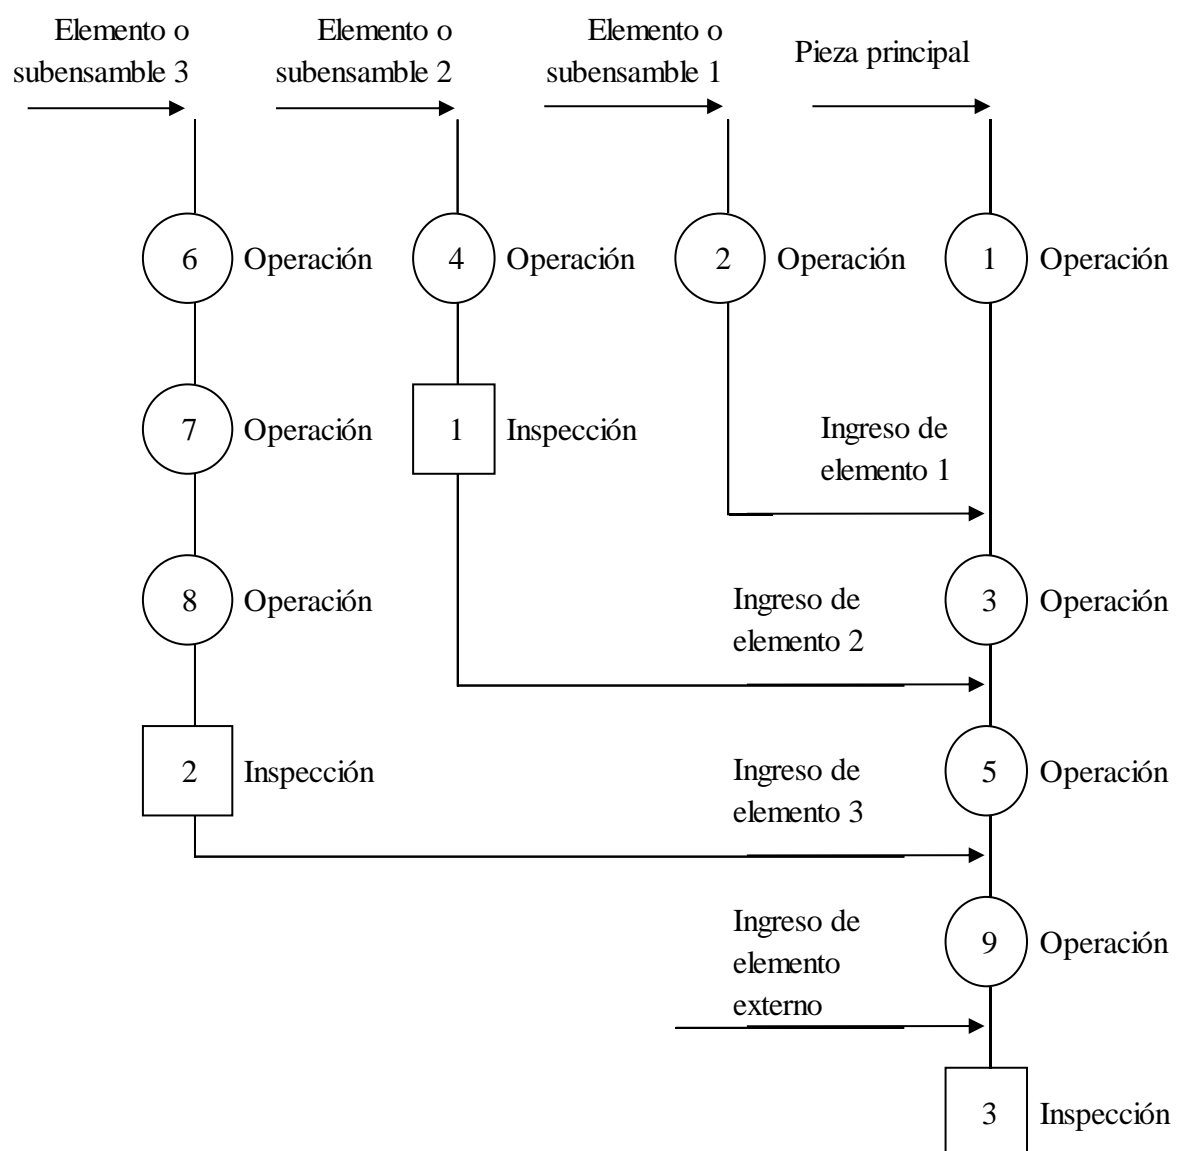 Elemento o
subensamble 3
Elemento o
subensamble 2
Elemento o
subensamble 1
Pieza principal
6 Operación
4 Operación
2 Operación
1 Operación
7 Operación
1 Inspección
Ingreso de
elemento 1
8 Operación
Ingreso de
elemento 2
3 Operación
2 Inspección
Ingreso de
elemento 3
5 Operación
Ingreso de
elemento
externo
9 Operación
3 Inspección